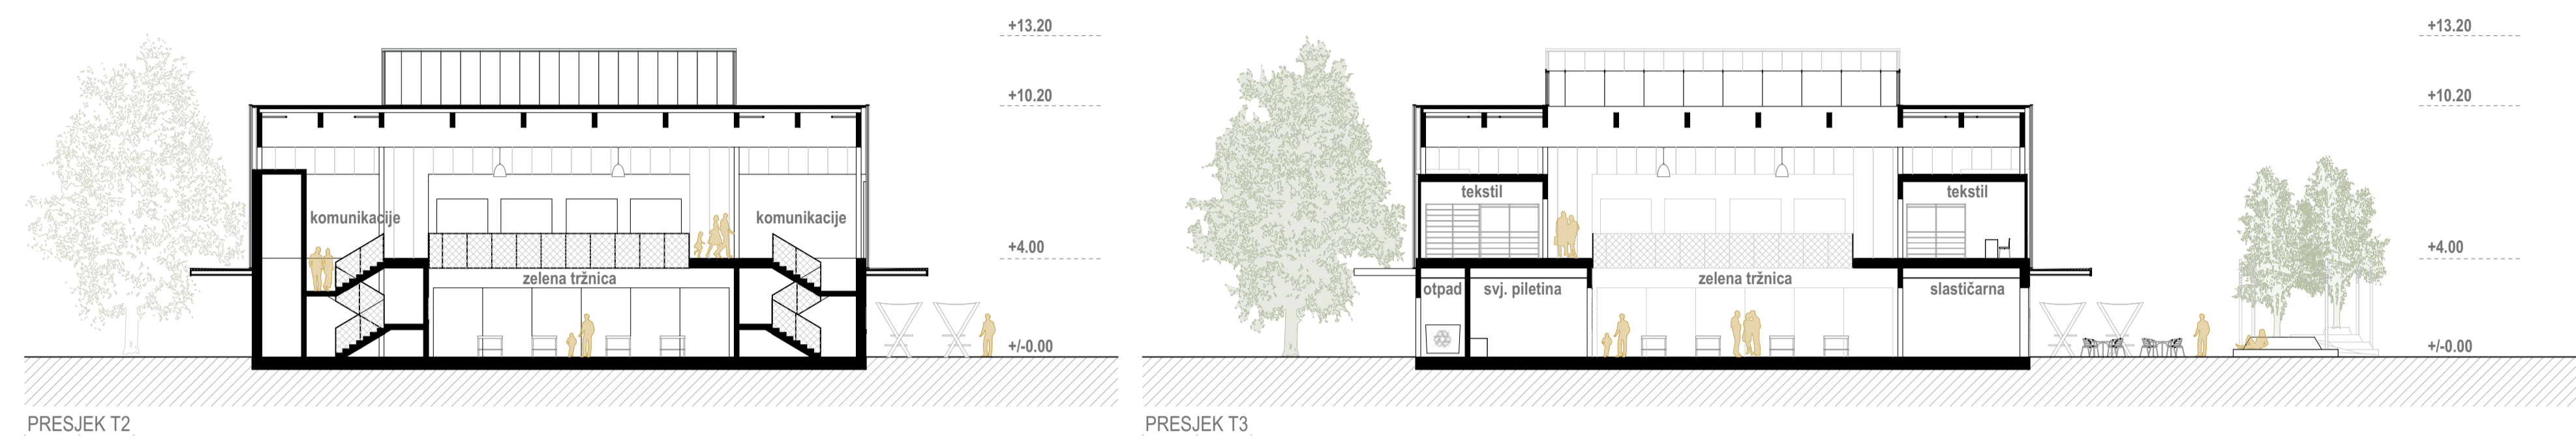 +13.20
+10.20
komunikacije
komunikacije
+4.00
zelena tržnica
+/-0.00
PRESJEK T2
+13.20
+10.20
tekstil
tekstil
+4.00
zelena tržnica
otpad
svj. piletina
slastičarna
+/-0.00
PRESJEK T3